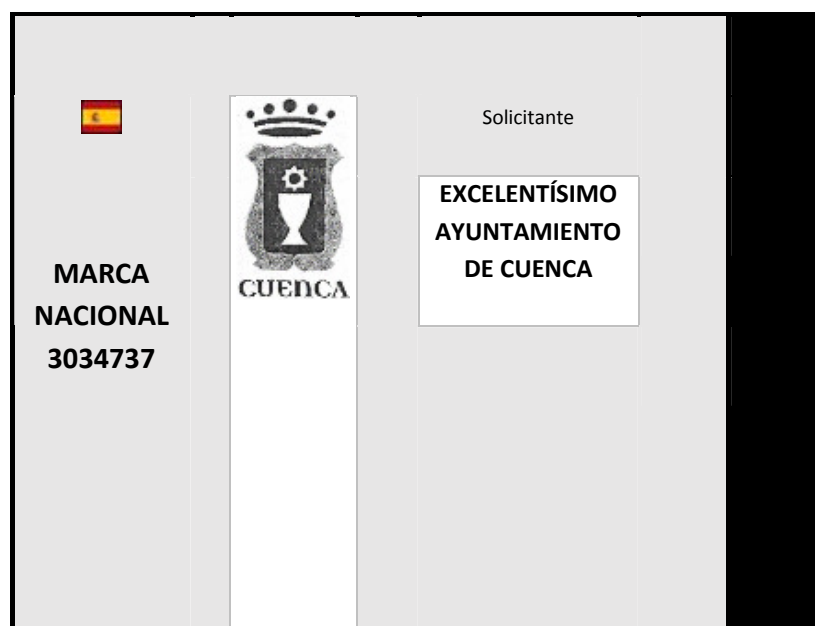 Solicitante
EXCELENTÍSIMO
AYUNTAMIENTO
DE CUENCA
MARCA
NACIONAL
3034737
CUENCA